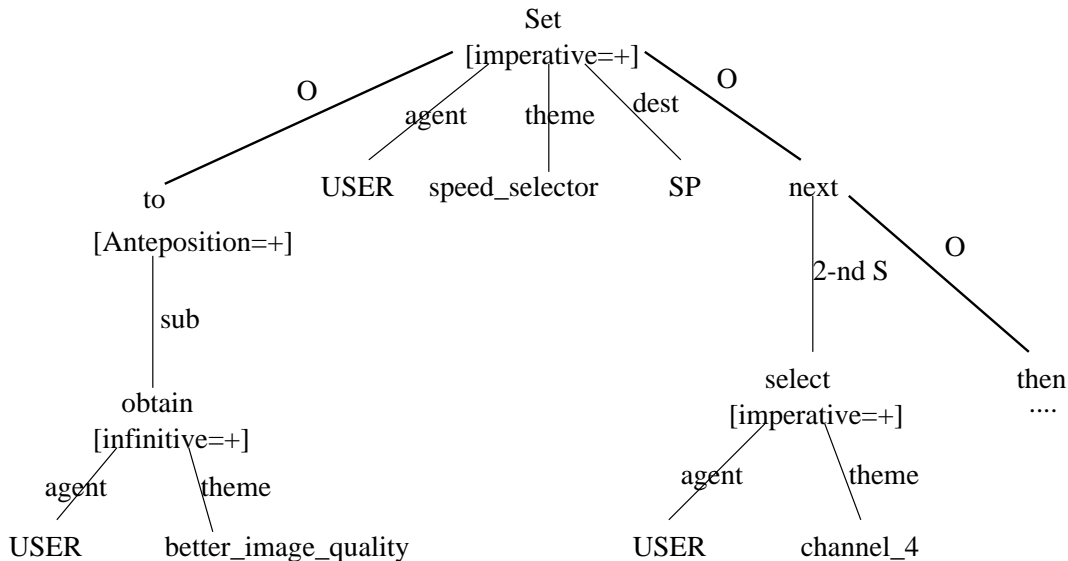 Set
[imperative=+]
O
O
agent
theme
dest
to
USER
speed_selector
SP
next
[Anteposition=+]
O
2-nd S
sub
select
then
obtain
[imperative=+]
....
[infinitive=+]
agent
theme
agent
theme
USER
better_image_quality
USER
channel_4